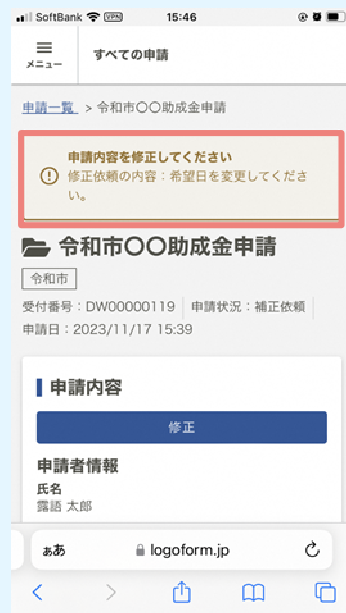 SoftBank VPN 15:46
メニュー
すべての申請
申請一覧 > 令和市〇〇助成金申請
申請内容を修正してください
修正依頼の内容：希望日を変更してくださ
い。
令和市〇〇助成金申請
令和市
受付番号：DW00000119 申請状況：補正依頼
申請日：2023/11/17 15:39
申請内容
修正
申請者情報
氏名
露語 太郎
ぁあ logoform.jp